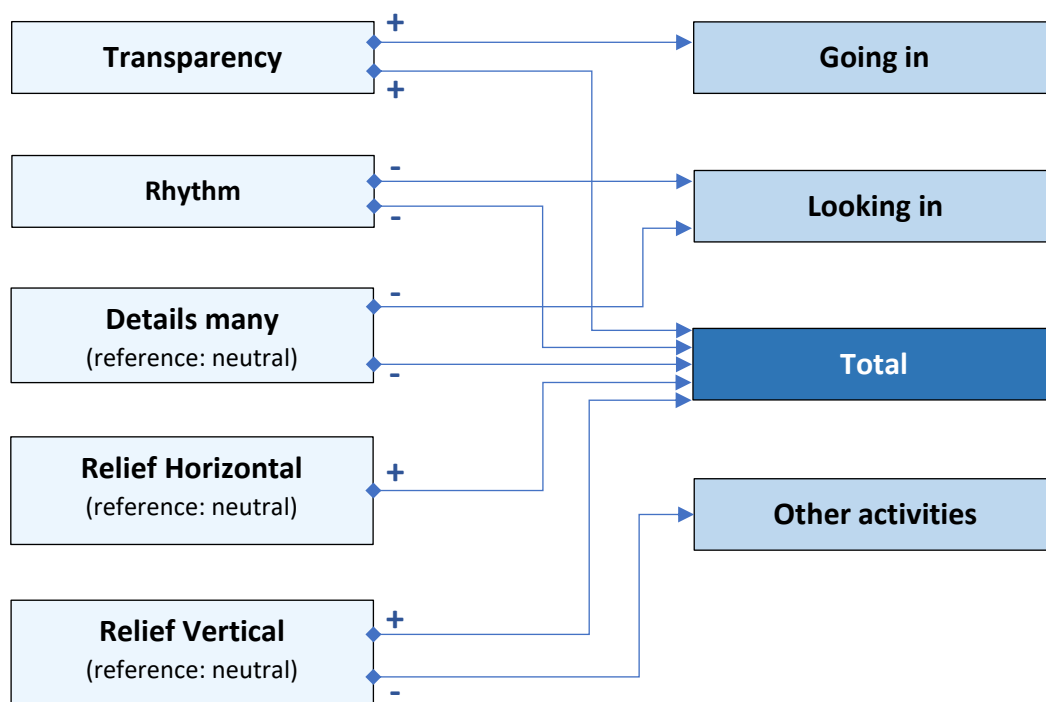 +
Transparency
Going in
+
-
Rhythm
Looking in
-
-
Details many
(reference: neutral)
-
Total
Relief Horizontal
(reference: neutral)
+
Other activities
+
Relief Vertical
(reference: neutral)
-